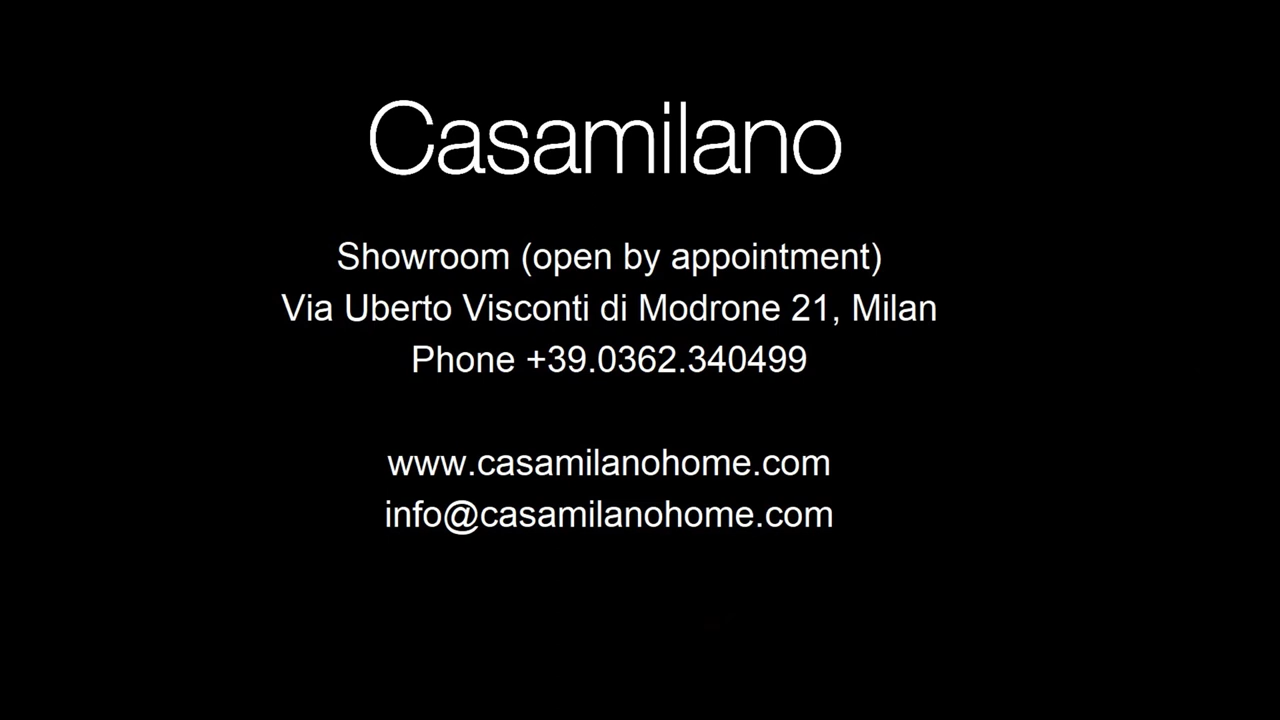 Casamilano
Showroom (open by appointment)
Via Uberto Visconti di Modrone 21, Milan
Phone +39.0362.340499
www.casamilanohome.com
info@casamilanohome.com